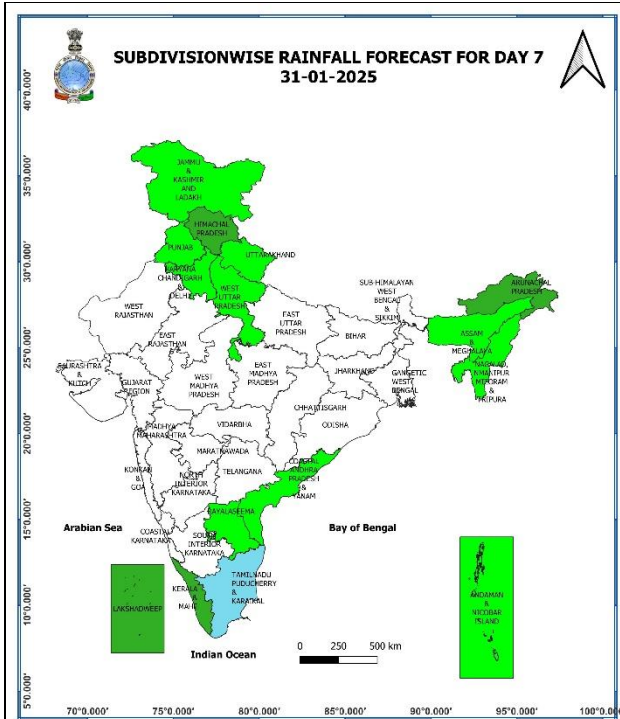 SUBDIVISIONWISE RAINFALL FORECAST FOR DAY 7
31-01-2025
40°0.000'
35°0.000'
30°0.000'
25°0.000'
20°0.000'
15°0.000'
10°0.000'
5°0.000'
JAMMU
&
KASHMIR
AND
LADAKH
HIMACHAL
PRADESH
PUNJAB
UTTARAKHAND
HARYANA
CHANDIGARH
&
DELHI
WEST
UTTAR
PRADESH
WEST
RAJASTHAN
EAST
RAJASTHAN
EAST
UTTAR
PRADESH
SUB-HIMALAYAN
WEST
BENGAL
&
SIKKIM
ARUNACHAL
PRADESH
ASSAM
&
MEGHALAYA
NAGALAND,
MANIPUR
MIZORAM
&
TRIPURA
BIHAR
SAURASHTRA
&
KUTCH
GUJARAT
REGION
WEST
MADHYA
PRADESH
EAST
MADHYA
PRADESH
JHARKHAND
GANGETIC
WEST
BENGAL
CHHATTISGARH
ODISHA
MADHYA
MAHARASHTRA
VIDARBHA
MARATHWADA
KONKAN
&
GOA
NORTH
INTERIOR
KARNATAKA
TELANGANA
COASTAL
ANDHRA
PRADESH
&
YANAM
RAYALASEEMA
Arabian Sea
Bay of Bengal
COASTAL
KARNATAKA
SOUTH
INTERIOR
KARNATAKA
TAMILNADU
PUDUCHERRY
&
KARAIKAL
KERALA
&
MAHE
LAKSHADWEEP
ANDAMAN
&
NICOBAR
ISLAND
Indian Ocean
0 250 500 km
70°0.000' 75°0.000' 80°0.000' 85°0.000' 90°0.000' 95°0.000' 100°0.000'